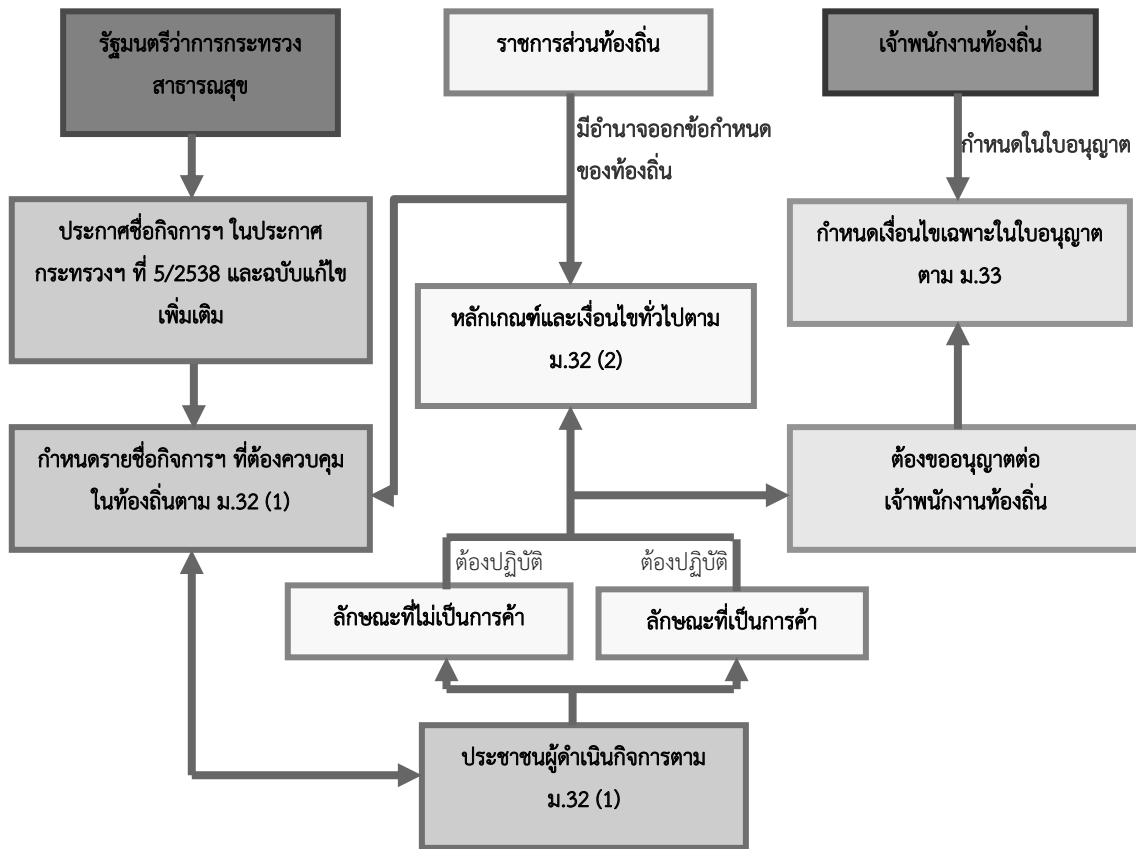 รัฐมนตรีว่าการกระทรวง
สาธารณสุข
ราชการส่วนท้องถิ่น
เจ้าพนักงานท้องถิ่น
มีอำนาจออกข้อกำหนด
ของท้องถิ่น
กำหนดในใบอนุญาต
ประกาศชื่อกิจการฯ ในประกาศ
กระทรวงฯ ที่ 5/2538 และฉบับแก้ไข
เพิ่มเติม
กำหนดเงื่อนไขเฉพาะในใบอนุญาต
ตาม ม.33
หลักเกณฑ์และเงื่อนไขทั่วไปตาม
ม.32 (2)
กำหนดรายชื่อกิจการฯ ที่ต้องควบคุม
ในท้องถิ่นตาม ม.32 (1)
ต้องขออนุญาตต่อ
เจ้าพนักงานท้องถิ่น
ต้องปฏิบัติ
ต้องปฏิบัติ
ลักษณะที่ไม่เป็นการค้า
ลักษณะที่เป็นการค้า
ประชาชนผู้ดำเนินกิจการตาม
ม.32 (1)